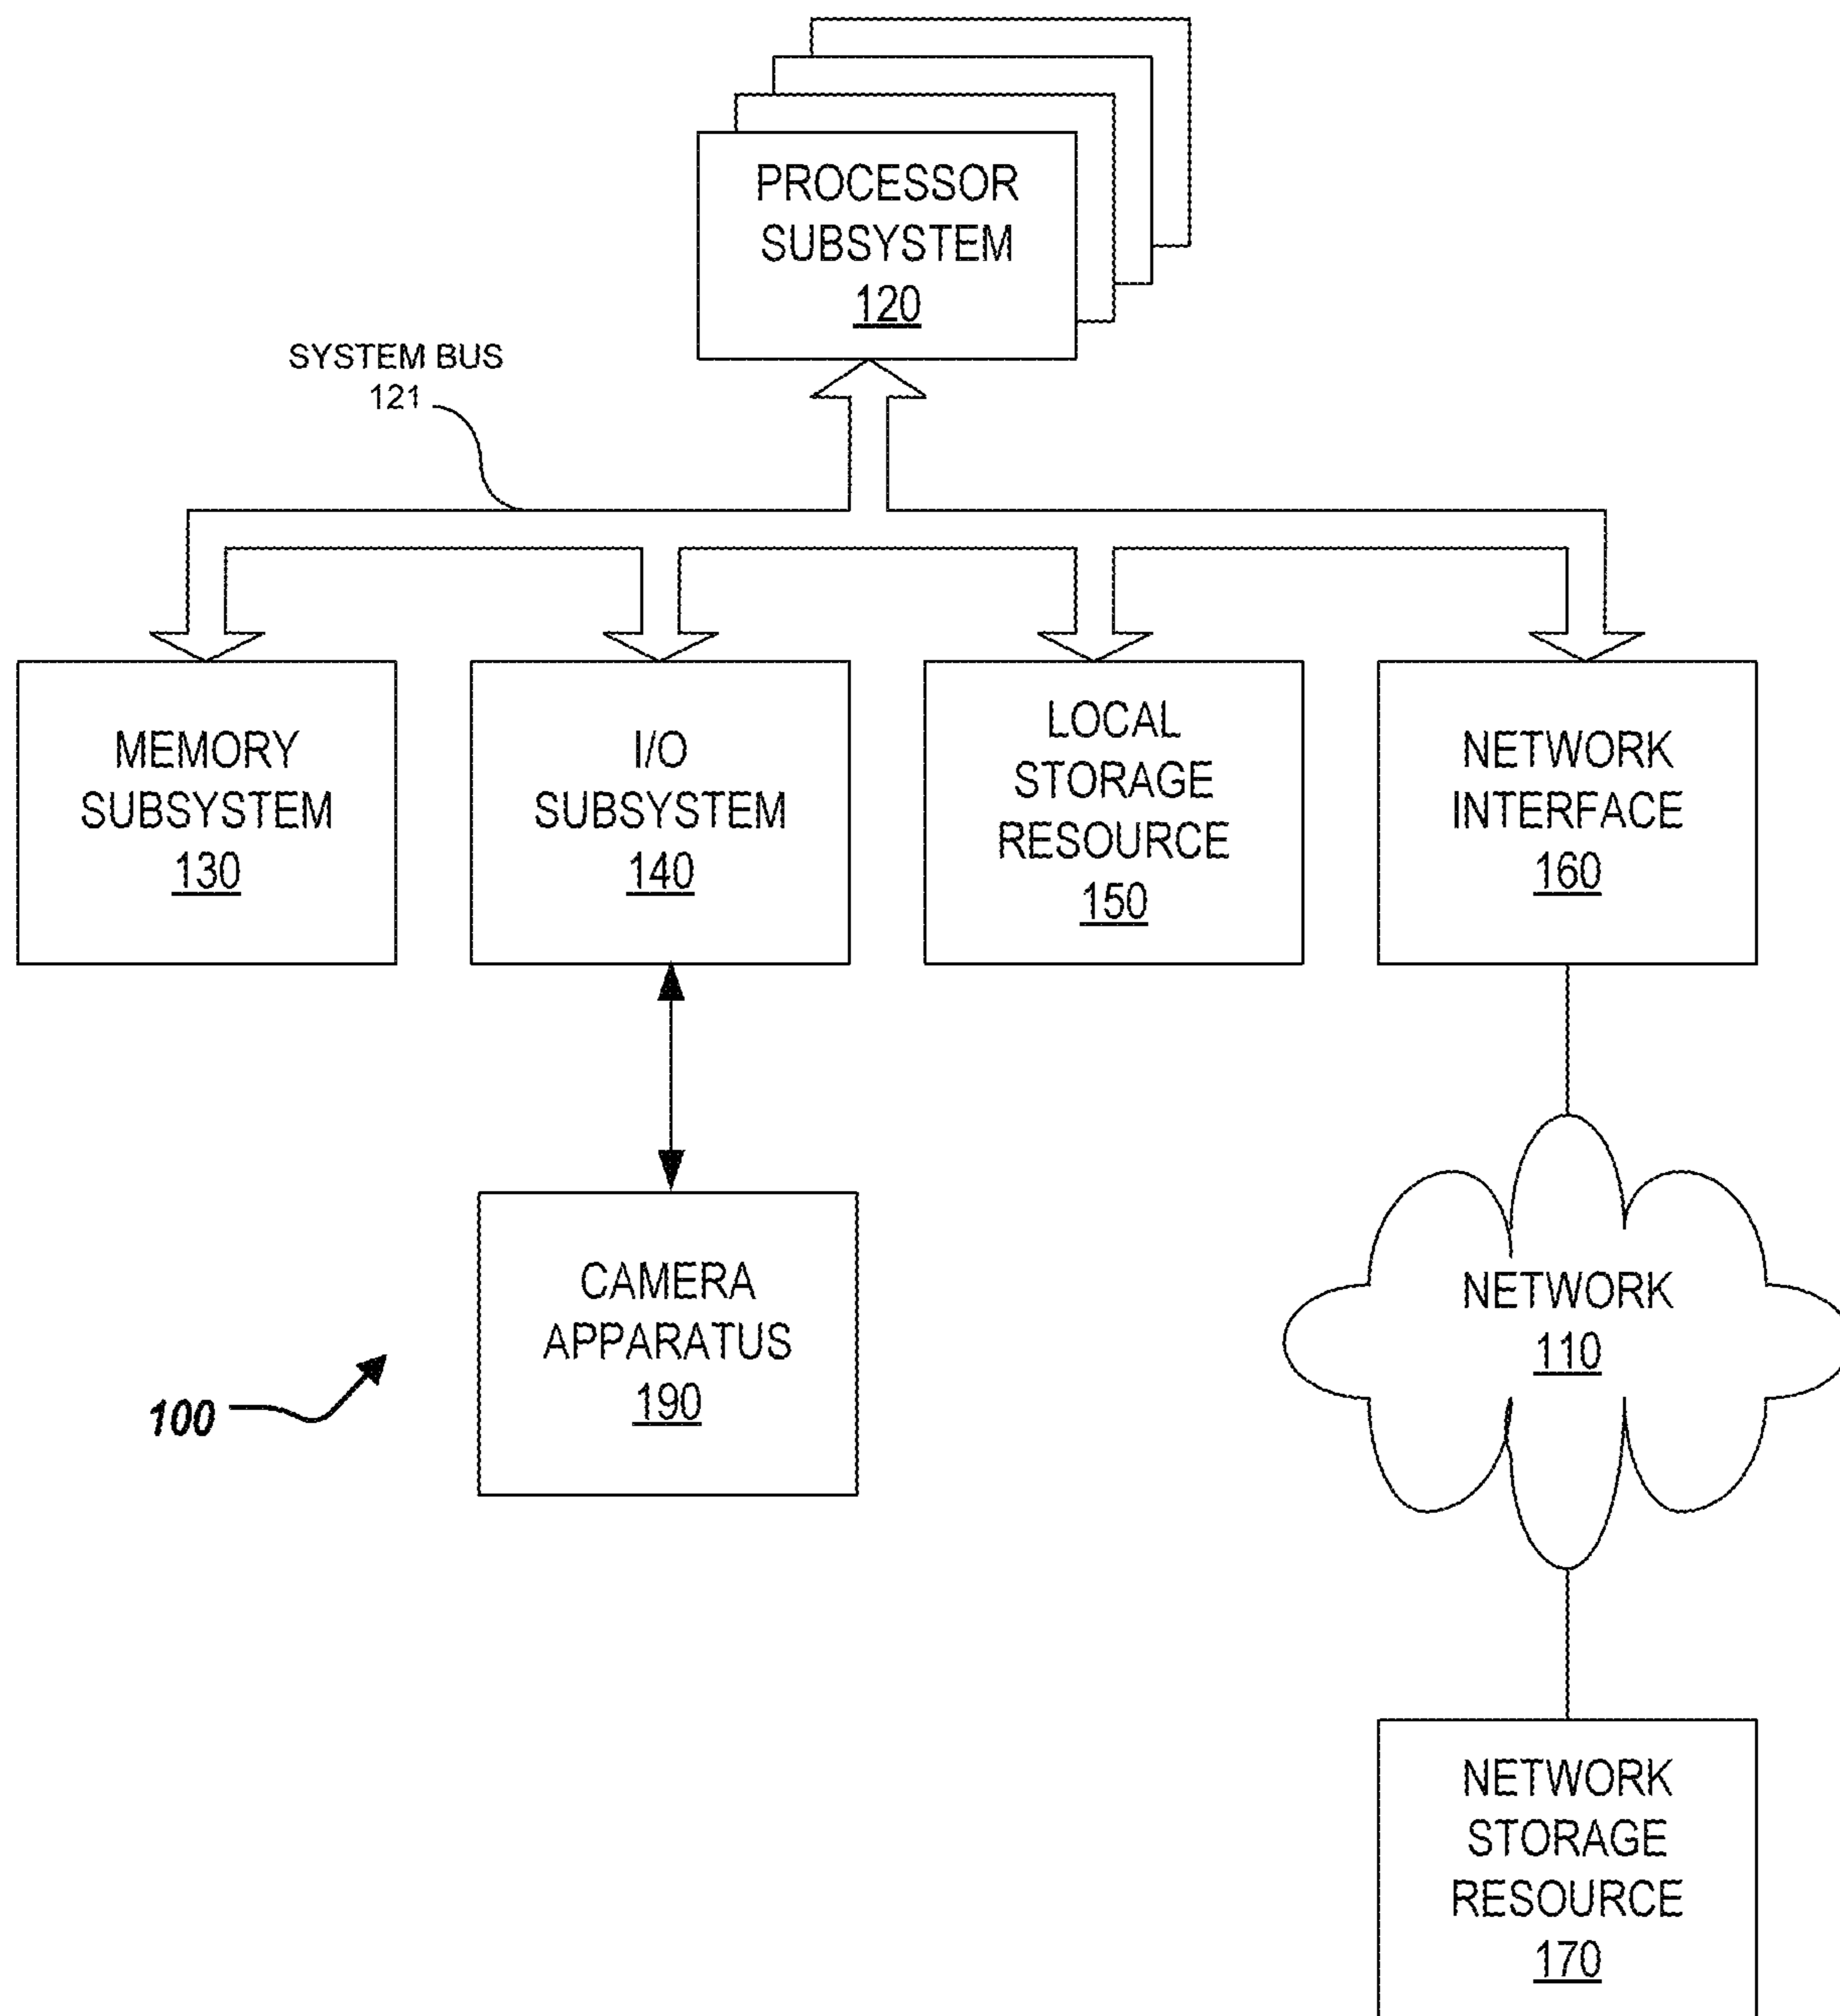 PROCESSOR
SUBSYSTEM
120
SYSTEM BUS
121
MEMORY
SUBSYSTEM
130
I/O
SUBSYSTEM
140
LOCAL
STORAGE
RESOURCE
150
NETWORK
INTERFACE
160
CAMERA
APPARATUS
190
NETWORK
110
100
NETWORK
STORAGE
RESOURCE
170